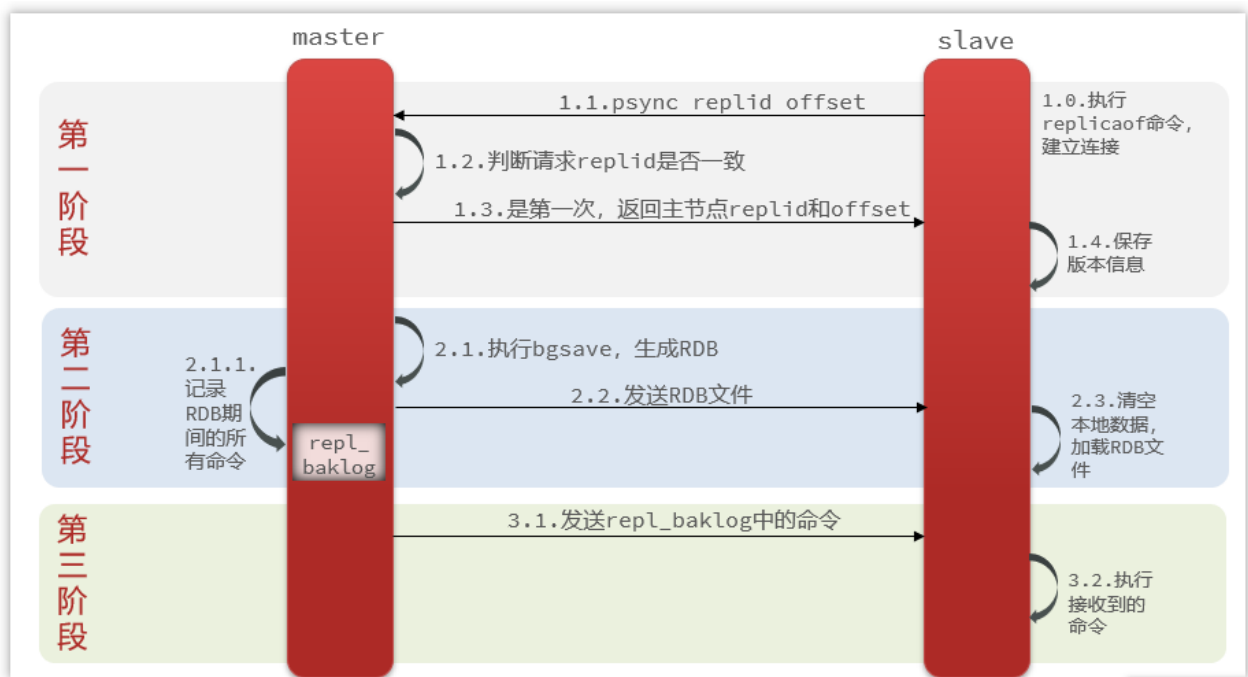 master
slave
第一阶段
1.0.执行
replicaof命令，
建立连接
1.1.psync replid offset
1.2.判断请求replid是否一致
1.3.是第一次，返回主节点replid和offset
1.4.保存
版本信息
第二阶段
2.1.执行bgsave，生成RDB
2.1.1.
记录
RDB期
间的所
有命令
repl_
baklog
2.2.发送RDB文件
2.3.清空
本地数据，
加载RDB文
件
第三阶段
3.1.发送repl_baklog中的命令
3.2.执行
接收到的
命令